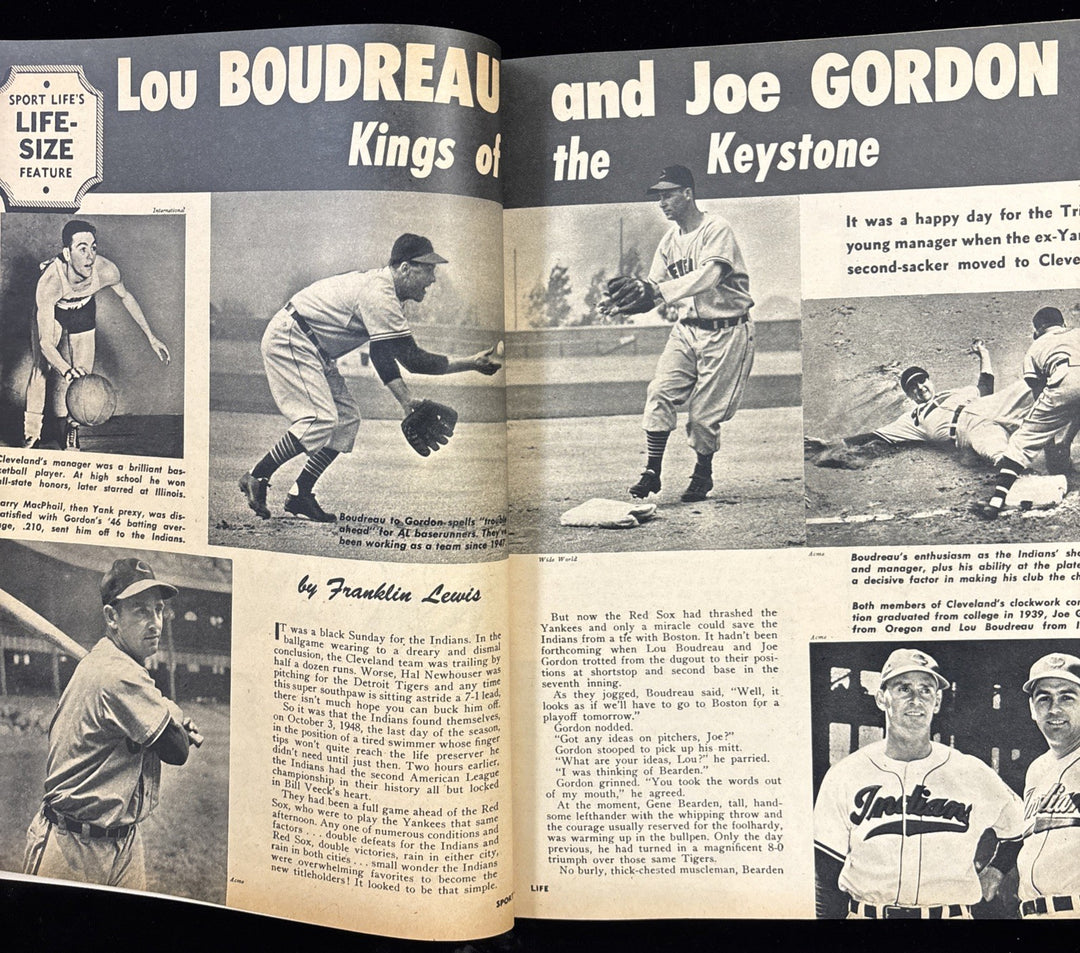 SPORT LIFE'S
LIFE-
SIZE
FEATURE
Lou BOUDREAU and Joe GORDON
Kings of the Keystone
International
Cleveland's manager was a brilliant bas-
ketball player. At high school he won
all-state honors, later starred at Illinois.
Larry MacPhail, then Yank prexy, was dis-
satisfied with Gordon's '46 batting aver-
age, .210, sent him off to the Indians.
Boudreau to Gordon spells "trouble
ahead" for AL baserunners. They've
been working as a team since 1947
Acme
by Franklin Lewis
IT was a black Sunday for the Indians. In the
ballgame wearing to a dreary and dismal
conclusion, the Cleveland team was trailing by
half a dozen runs. Worse, Hal Newhouser was
pitching for the Detroit Tigers and any time
this super southpaw is sitting astride a 7-1 lead,
there isn't much hope you can buck him off.
So it was that the Indians found themselves,
on October 3, 1948, the last day of the season,
in the position of a tired swimmer whose finger
tips won't quite reach the life preserver he
didn't need until just then. Two hours earlier,
the Indians had the second American League
championship in their history all but locked
in Bill Veeck's heart.
They had been a full game ahead of the Red
Sox, who were to play the Yankees that same
afternoon. Any one of numerous conditions and
factors . . . double defeats for the Indians and
Red Sox, double victories, rain in either city,
rain in both cities . . . small wonder the Indians
were overwhelming favorites to become the
new titleholders! It looked to be that simple.
SPORT
LIFE
It was a happy day for the Tri
young manager when the ex-Ya
second-sacker moved to Cleve
Wide World
But now the Red Sox had thrashed the
Yankees and only a miracle could save the
Indians from a tie with Boston. It hadn't been
forthcoming when Lou Boudreau and Joe
Gordon trotted from the dugout to their posi-
tions at shortstop and second base in the
seventh inning.
As they jogged, Boudreau said, "Well, it
looks as if we'll have to go to Boston for a
playoff tomorrow."
Gordon nodded.
"Got any ideas on pitchers, Joe?"
Gordon stooped to pick up his mitt.
"What are your ideas, Lou?" he parried.
"I was thinking of Bearden."
Gordon grinned. "You took the words out
of my mouth," he agreed.
At the moment, Gene Bearden, tall, hand-
some lefthander with the whipping throw and
the courage usually reserved for the foolhardy,
was warming up in the bullpen. Only the day
previous, he had turned in a magnificent 8-0
triumph over those same Tigers.
No burly, thick-chested muscleman, Bearden
Acme
Boudreau's enthusiasm as the Indians' sho
and manager, plus his ability at the plate
a decisive factor in making his club the ch
Both members of Cleveland's clockwork co
tion graduated from college in 1939, Joe G
from Oregon and Lou Boudreau from I
Acme
Indians